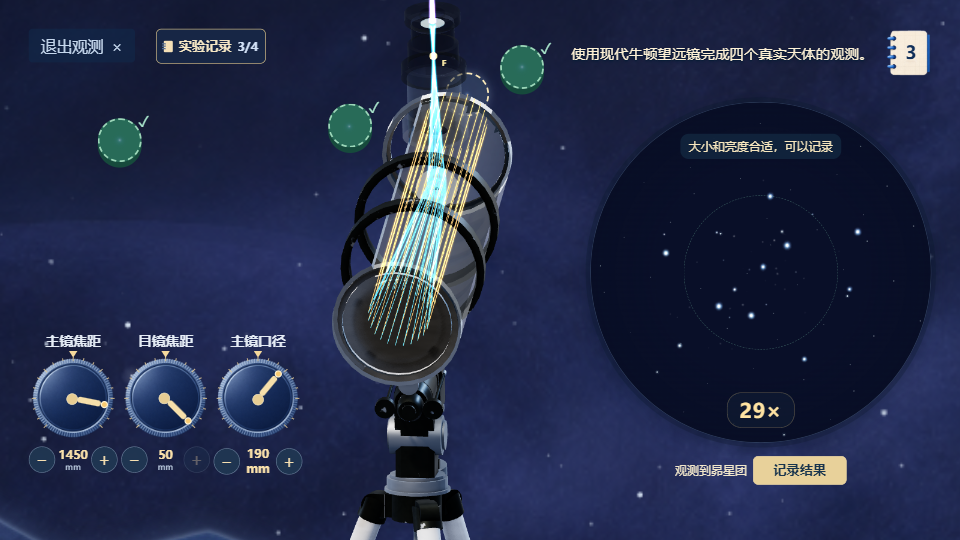 退出观测 ×
实验记录 3/4
使用现代牛顿望远镜完成四个真实天体的观测。
3
F
大小和亮度合适，可以记录
29×
观测到昴星团
记录结果
主镜焦距
目镜焦距
主镜口径
− 1450 mm +
− 50 mm +
− 190 mm +